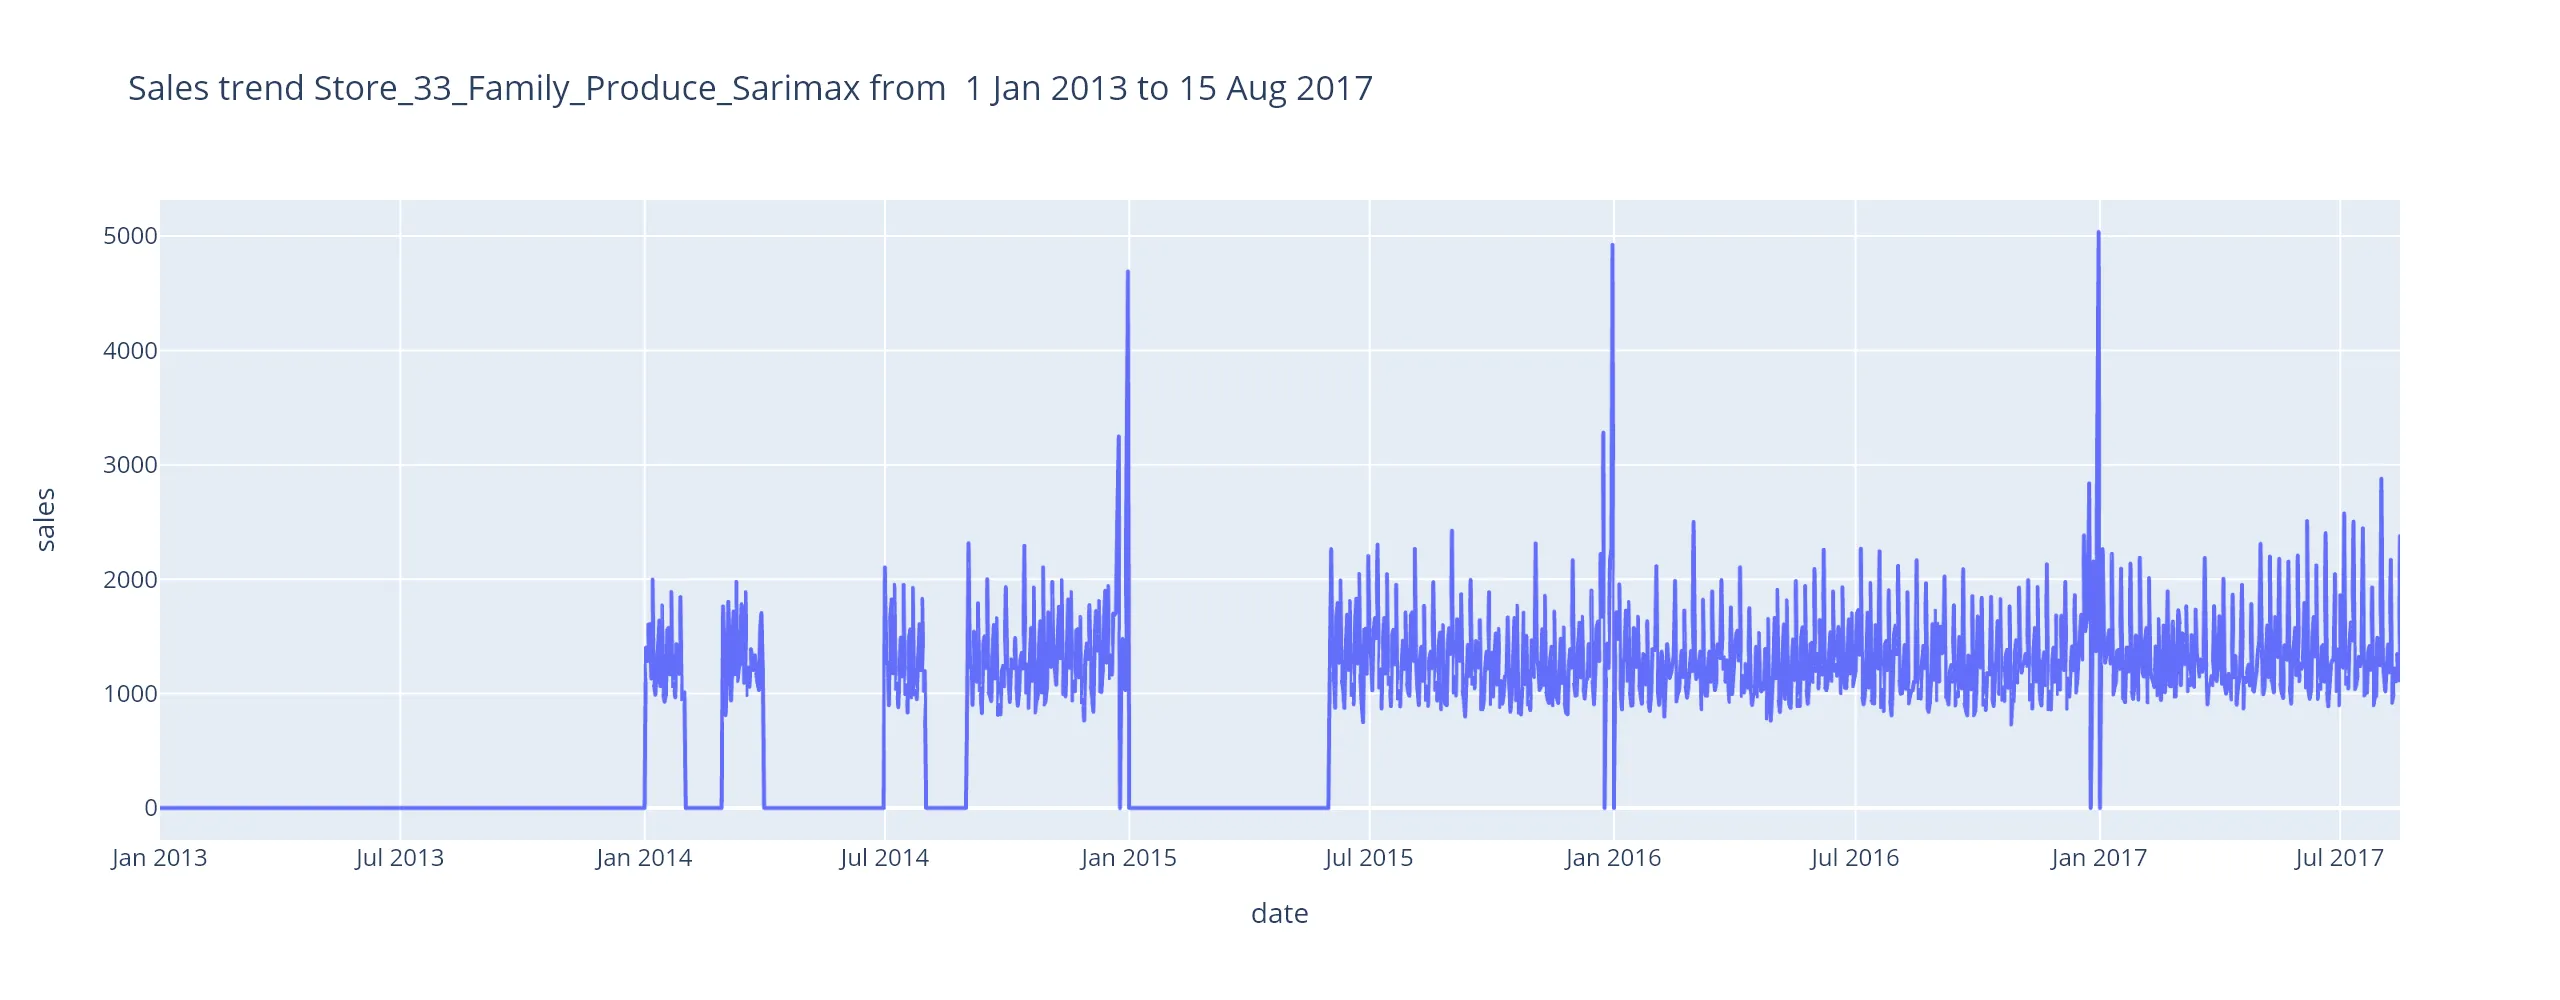 Sales trend Store_33_Family_Produce_Sarimax from  1 Jan 2013 to 15 Aug 2017
5000
4000
3000
2000
1000
0
sales
Jan 2013 Jul 2013 Jan 2014 Jul 2014 Jan 2015 Jul 2015 Jan 2016 Jul 2016 Jan 2017 Jul 2017
date